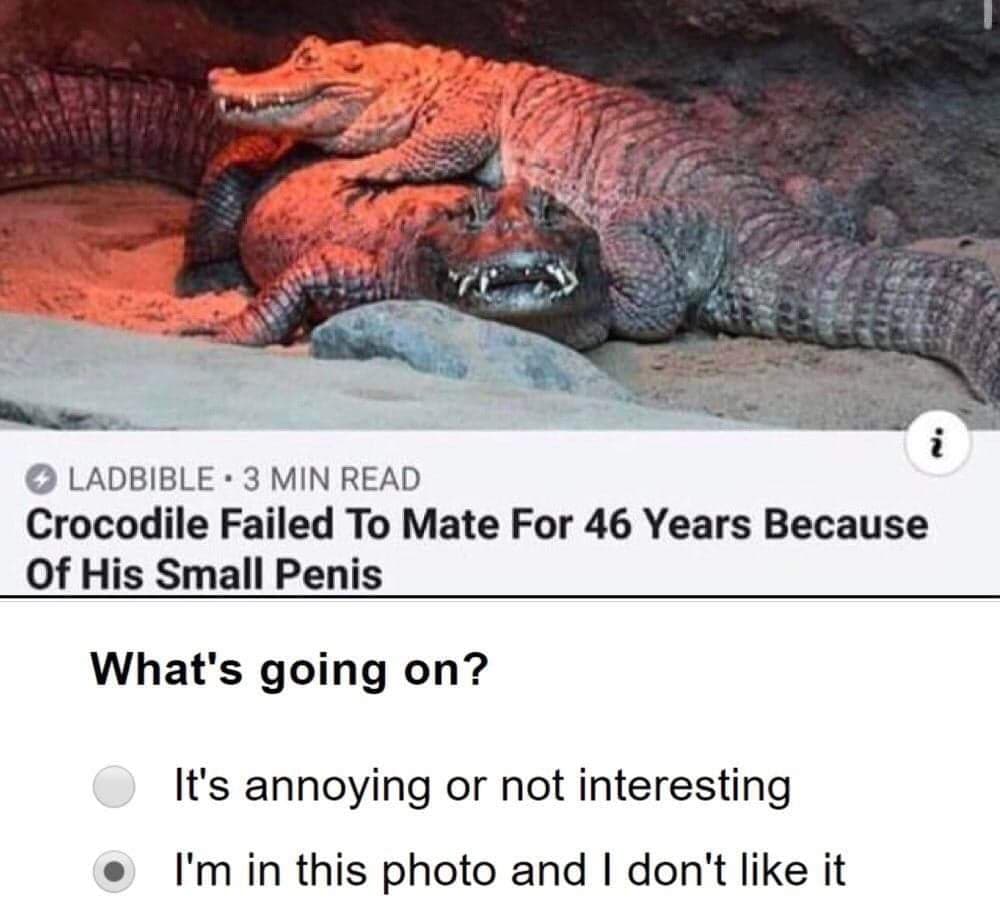 LADBIBLE • 3 MIN READ
Crocodile Failed To Mate For 46 Years Because
Of His Small Penis
What's going on?
It's annoying or not interesting
I'm in this photo and I don't like it